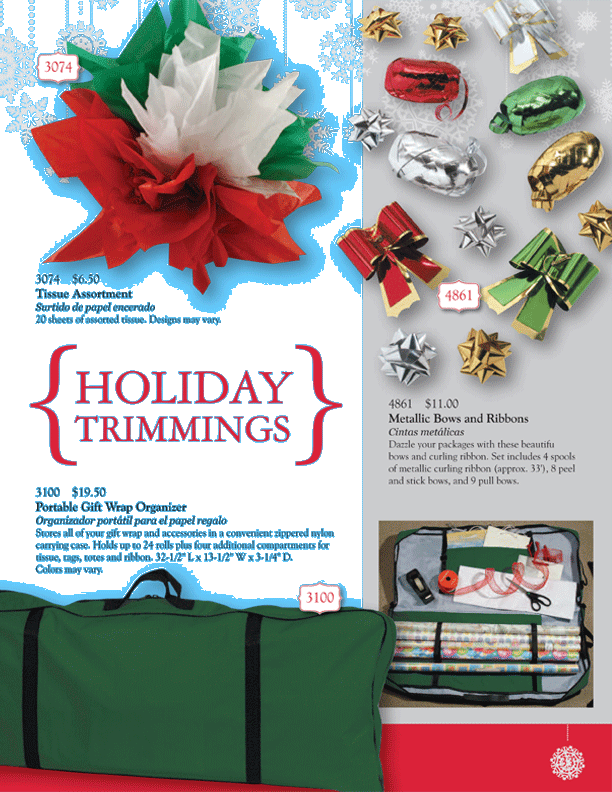 3074
3074 $6.50
Tissue Assortment
Surtido de papel encerado
20 sheets of assorted tissue. Designs may vary.
{HOLIDAY
TRIMMINGS}
3100 $19.50
Portable Gift Wrap Organizer
Organizador portátil para el papel regalo
Stores all of your gift wrap and accessories in a convenient zippered nylon
carrying case. Holds up to 24 rolls plus four additional compartments for
tissue, tags, totes and ribbon. 32-1/2" L x 13-1/2" W x 3-1/4" D.
Colors may vary.
3100
4861
4861 $11.00
Metallic Bows and Ribbons
Cintas metálicas
Dazzle your packages with these beautifu
bows and curling ribbon. Set includes 4 spools
of metallic curling ribbon (approx. 33'), 8 peel
and stick bows, and 9 pull bows.